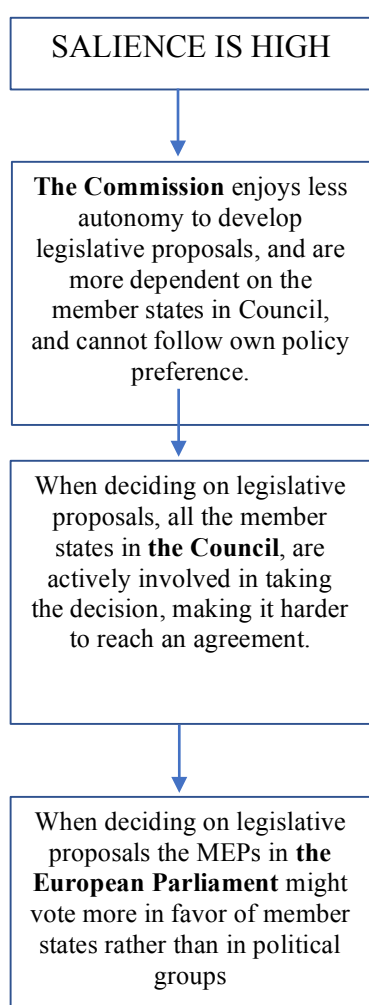 SALIENCE IS HIGH
The Commission enjoys less
autonomy to develop
legislative proposals, and are
more dependent on the
member states in Council,
and cannot follow own policy
preference.
When deciding on legislative
proposals, all the member
states in the Council, are
actively involved in taking
the decision, making it harder
to reach an agreement.
When deciding on legislative
proposals the MEPs in the
European Parliament might
vote more in favor of member
states rather than in political
groups